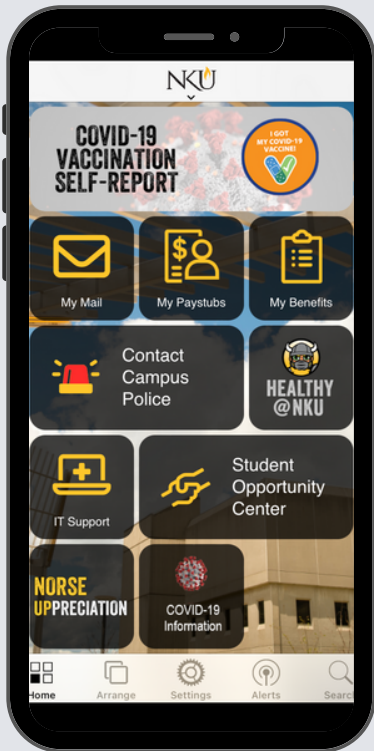 NKU
COVID-19
VACCINATION
SELF-REPORT
I GOT
MY COVID-19
VACCINE!
My Mail
$
My Paystubs
My Benefits
Contact
Campus
Police
HEALTHY
@NKU
IT Support
Student
Opportunity
Center
NORSE
UPPRECIATION
COVID-19
Information
Home
Arrange
Settings
Alerts
Search